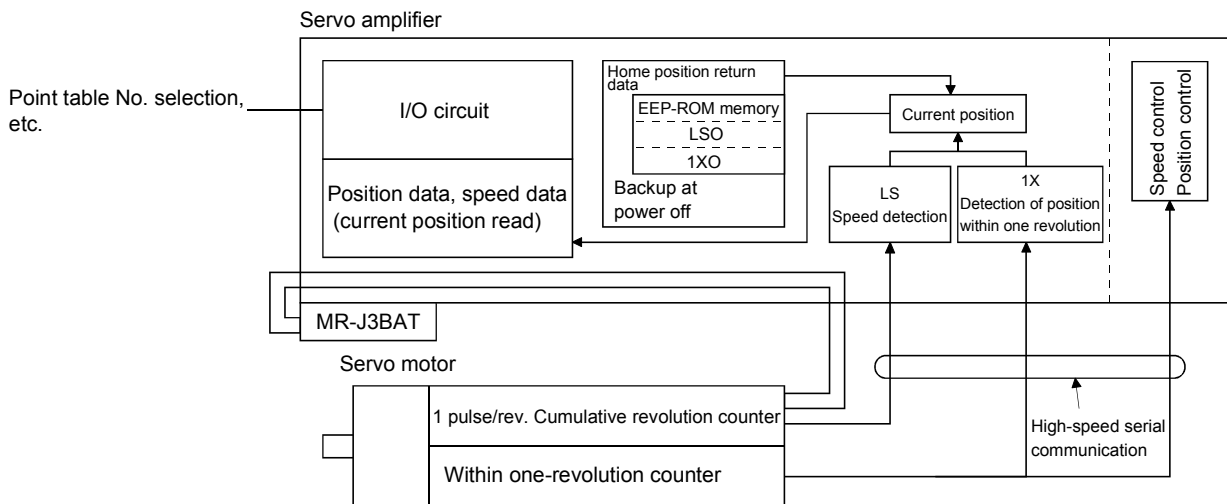 Servo amplifier
Point table No. selection,
etc.
I/O circuit
Position data, speed data
(current position read)
Home position return
data
EEP-ROM memory
LSO
1XO
Backup at
power off
Current position
LS
Speed detection
1X
Detection of position
within one revolution
Speed control
Position control
MR-J3BAT
Servo motor
1 pulse/rev. Cumulative revolution counter
Within one-revolution counter
High-speed serial
communication